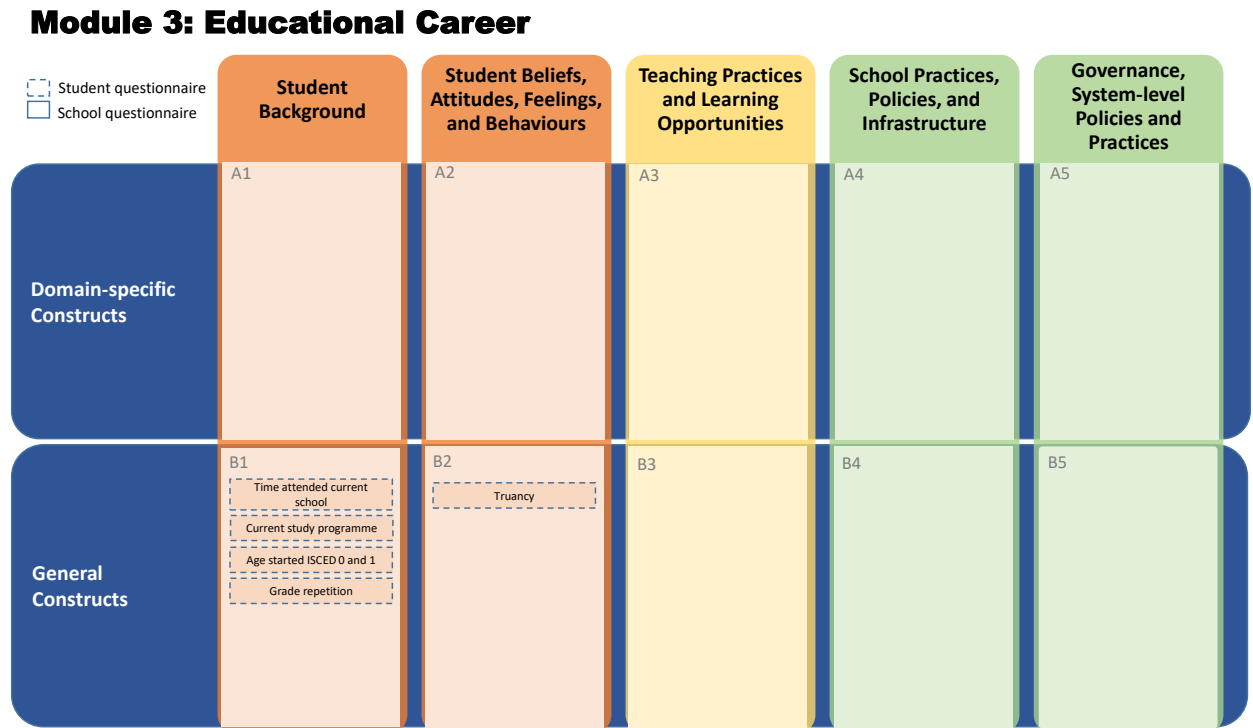 Module 3: Educational Career
Student questionnaire
School questionnaire
Student
Background
Student Beliefs,
Attitudes, Feelings,
and Behaviours
Teaching Practices
and Learning
Opportunities
School Practices,
Policies, and
Infrastructure
Governance,
System-level
Policies and
Practices
Domain-specific
Constructs
A1
A2
A3
A4
A5
General
Constructs
B1
Time attended current
school
Current study programme
Age started ISCED 0 and 1
Grade repetition
B2
Truancy
B3
B4
B5